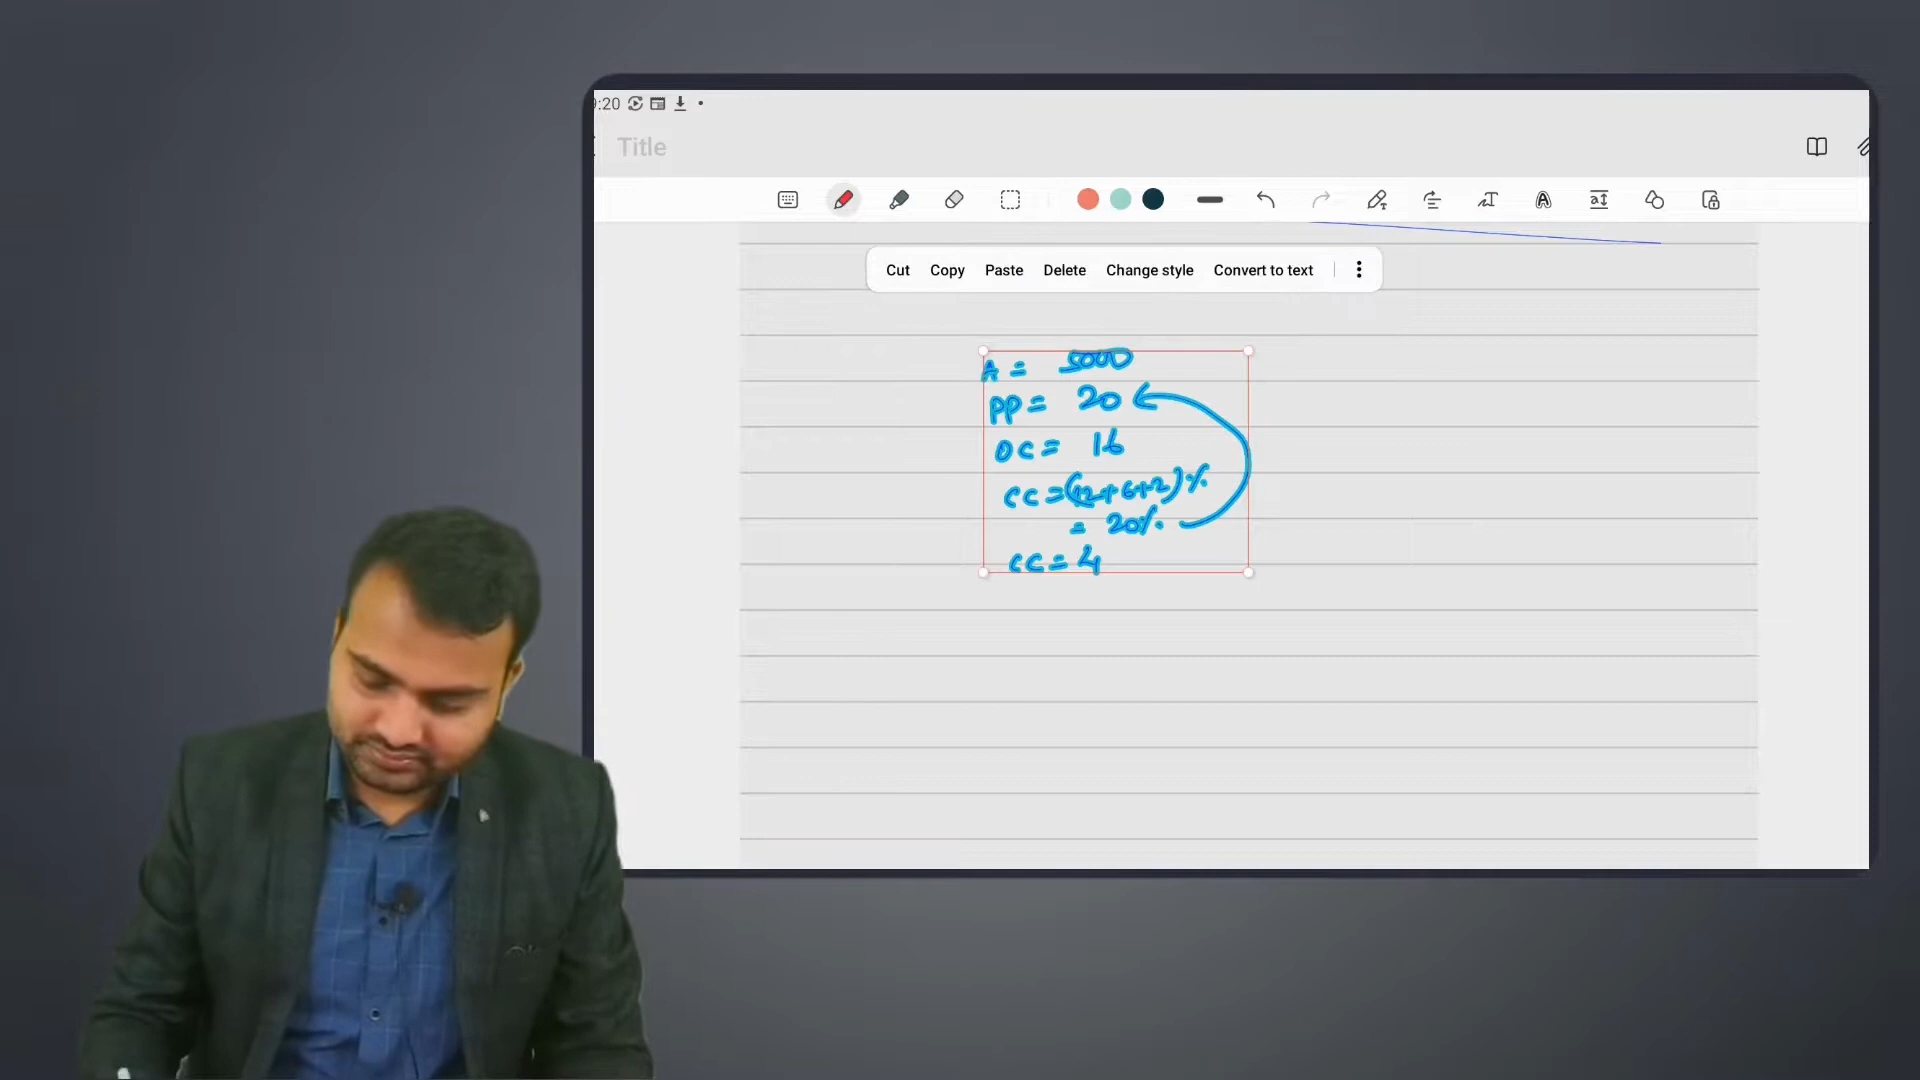 :20
Title
Cut Copy Paste Delete Change style Convert to text
A = 5000
PP = 20
OC = 16
CC = (12+6+2)%
= 20%
CC = 4